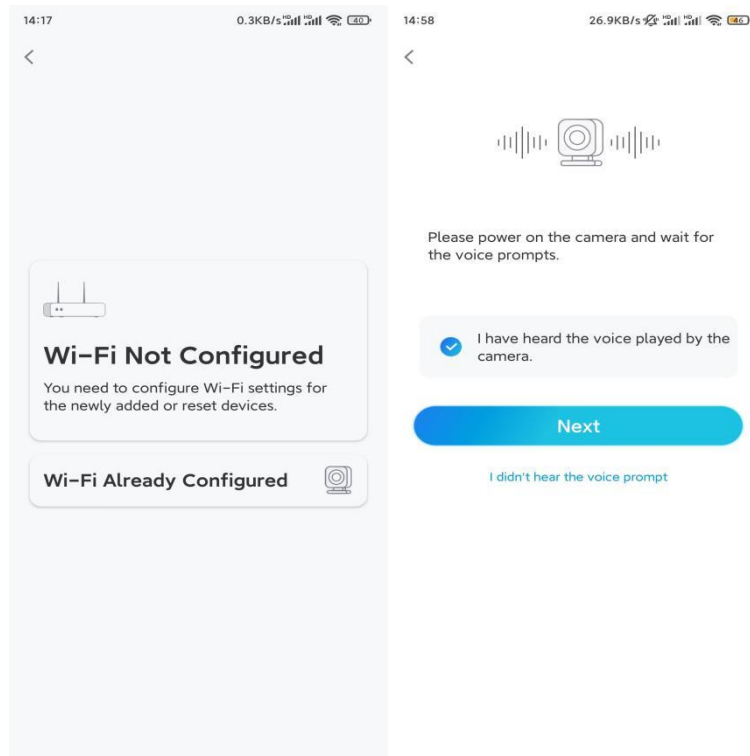 14:17
0.3KB/s
40
Wi-Fi Not Configured
You need to configure Wi-Fi settings for
the newly added or reset devices.
Wi-Fi Already Configured
14:58
26.9KB/s
46
Please power on the camera and wait for
the voice prompts.
I have heard the voice played by the
camera.
Next
I didn't hear the voice prompt